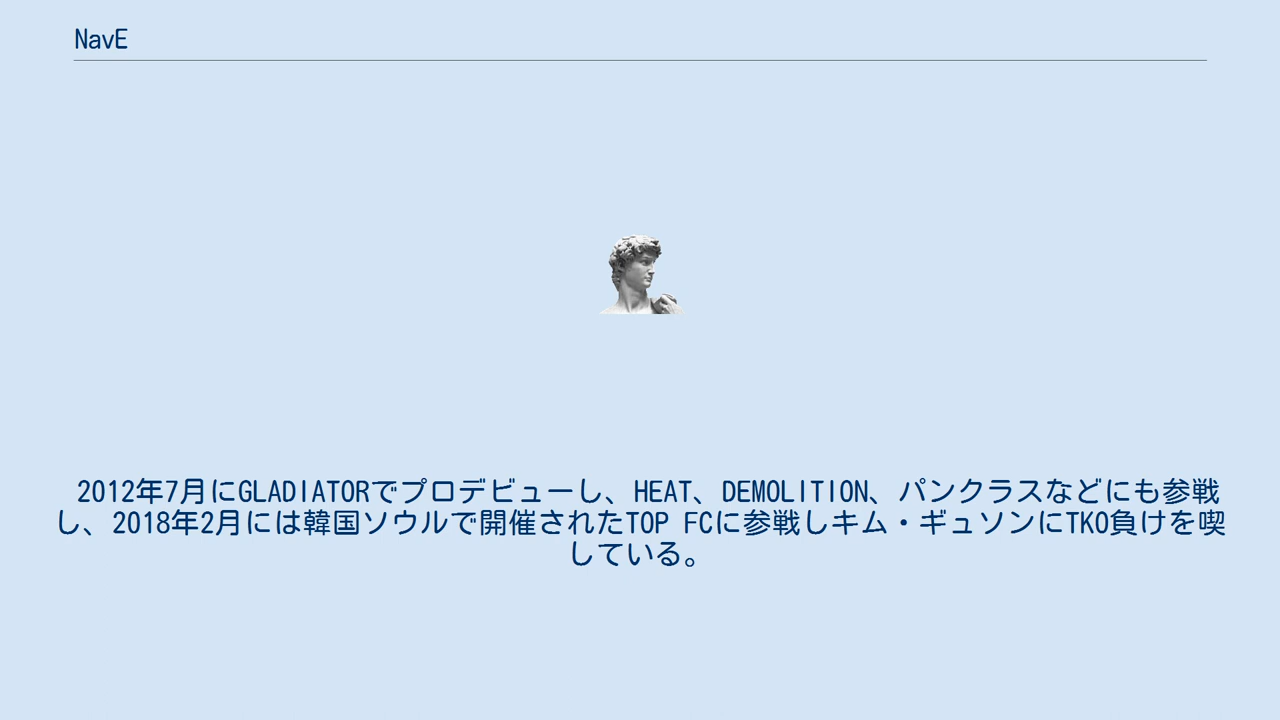 NavE
2012年7月にGLADIATORでプロデビューし、HEAT、DEMOLITION、パンクラスなどにも参戦
し、2018年2月には韓国ソウルで開催されたTOP FCに参戦しキム・ギュソンにTKO負けを喫
している。